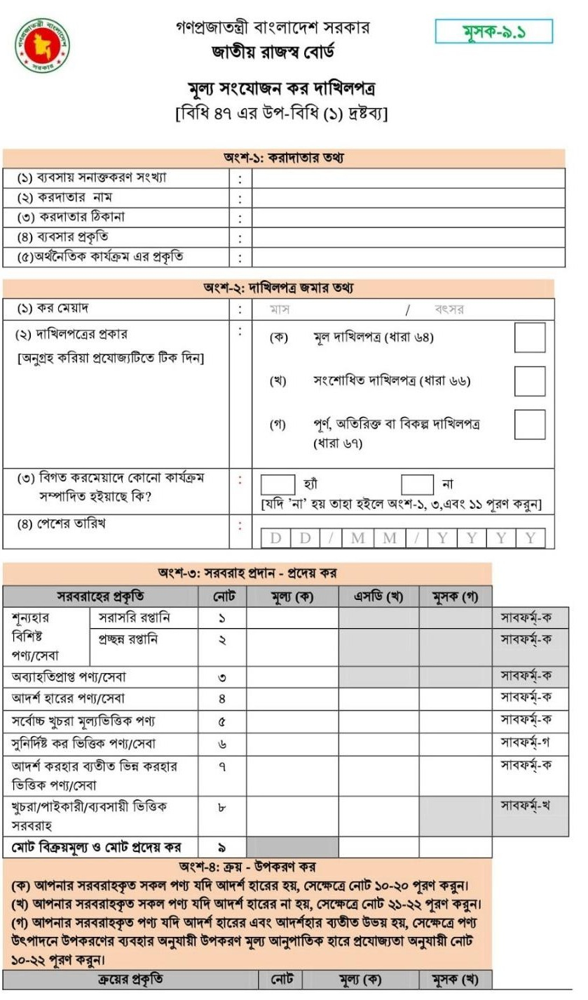 গণপ্রজাতন্ত্রী বাংলাদেশ সরকার
মূসক-৯.১
জাতীয় রাজস্ব বোর্ড
মূল্য সংযোজন কর দাখিলপত্র
[বিধি ৪৭ এর উপ-বিধি (১) দ্রষ্টব্য]
অংশ-১: করাদাতার তথ্য
(১) ব্যবসায় সনাক্তকরণ সংখ্যা :
(২) করদাতার নাম :
(৩) করদাতার ঠিকানা :
(৪) ব্যবসার প্রকৃতি :
(৫)অর্থনৈতিক কার্যক্রম এর প্রকৃতি :
অংশ-২: দাখিলপত্র জমার তথ্য
(১) কর মেয়াদ : মাস / বৎসর
(২) দাখিলপত্রের প্রকার :
[অনুগ্রহ করিয়া প্রযোজ্যটিতে টিক দিন]
(ক) মূল দাখিলপত্র (ধারা ৬৪)
(খ) সংশোধিত দাখিলপত্র (ধারা ৬৬)
(গ) পূর্ণ, অতিরিক্ত বা বিকল্প দাখিলপত্র
(ধারা ৬৭)
(৩) বিগত করমেয়াদে কোনো কার্যক্রম
সম্পাদিত হইয়াছে কি?
: হ্যাঁ না
[যদি ’না’ হয় তাহা হইলে অংশ-১, ৩,এবং ১১ পূরণ করুন]
(৪) পেশের তারিখ :
D D / M M / Y Y Y Y
অংশ-৩: সরবরাহ প্রদান - প্রদেয় কর
সরবরাহের প্রকৃতি নোট মূল্য (ক) এসডি (খ) মূসক (গ)
শূন্যহার
বিশিষ্ট
পণ্য/সেবা
সরাসরি রপ্তানি ১ সাবফর্ম্-ক
প্রচ্ছন্ন রপ্তানি ২ সাবফর্ম্-ক
অব্যাহতিপ্রাপ্ত পণ্য/সেবা ৩ সাবফর্ম্-ক
আদর্শ হারের পণ্য/সেবা ৪ সাবফর্ম্-ক
সর্বোচ্চ খুচরা মূল্যভিত্তিক পণ্য ৫ সাবফর্ম্-ক
সুনির্দিষ্ট কর ভিত্তিক পণ্য/সেবা ৬ সাবফর্ম্-গ
আদর্শ করহার ব্যতীত ভিন্ন করহার ৭ সাবফর্ম্-ক
ভিত্তিক পণ্য/সেবা
খুচরা/পাইকারী/ব্যবসায়ী ভিত্তিক ৮ সাবফর্ম্-খ
সরবরাহ
মোট বিক্রয়মূল্য ও মোট প্রদেয় কর ৯
অংশ-৪: ক্রয় - উপকরণ কর
(ক) আপনার সরবরাহকৃত সকল পণ্য যদি আদর্শ হারের হয়, সেক্ষেত্রে নোট ১০-২০ পূরণ করুন।
(খ) আপনার সরবরাহকৃত সকল পণ্য যদি আদর্শ হারের না হয়, সেক্ষেত্রে নোট ২১-২২ পূরণ করুন।
(গ) আপনার সরবরাহকৃত পণ্য যদি আদর্শ হারের এবং আদর্শহার ব্যতীত উভয় হয়, সেক্ষেত্রে পণ্য
উৎপাদনে উপকরণের ব্যবহার অনুযায়ী উপকরণ মূল্য আনুপাতিক হারে প্রযোজ্যতা অনুযায়ী নোট
১০-২২ পূরণ করুন।
ক্রয়ের প্রকৃতি নোট মূল্য (ক) মূসক (খ)